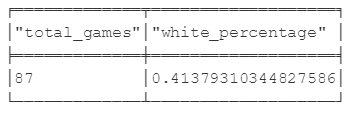 ╒═════════════╤═══════════════════╕
│"total_games"│"white_percentage" │
╞═════════════╪═══════════════════╡
│87           │0.41379310344827586│
└─────────────┴───────────────────┘